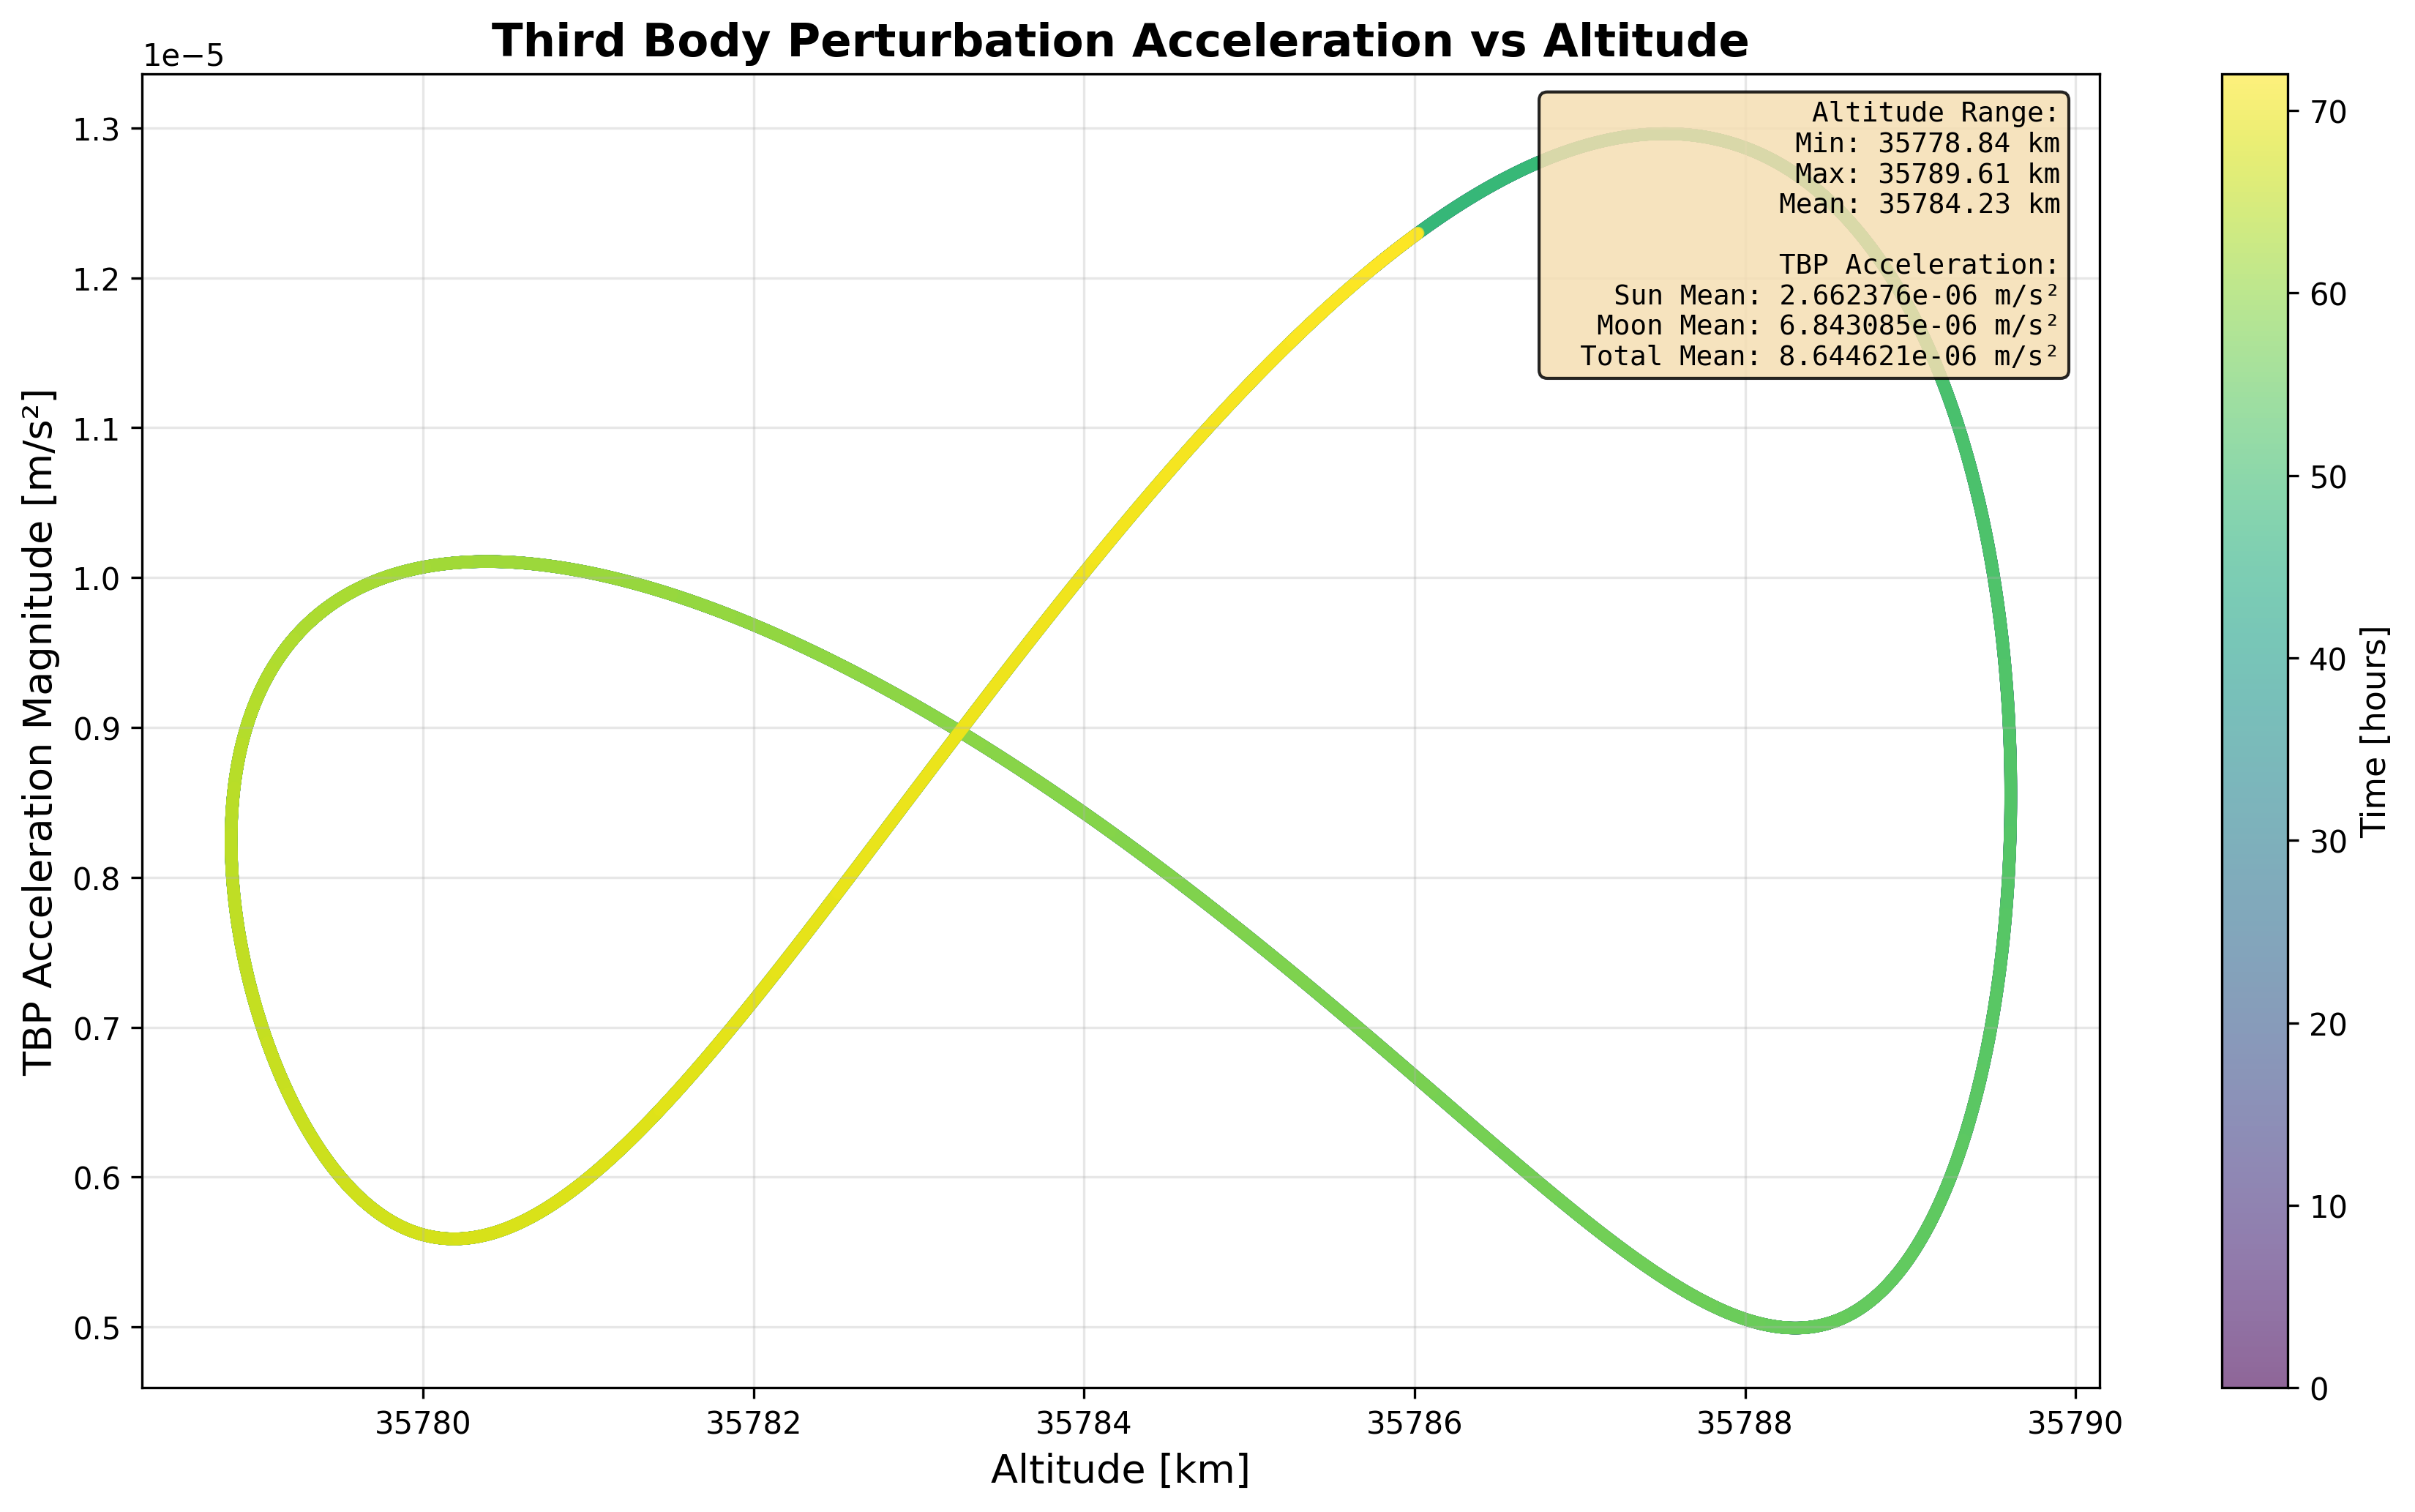 Third Body Perturbation Acceleration vs Altitude
1e−5
1.3
1.2
1.1
1.0
0.9
0.8
0.7
0.6
0.5
TBP Acceleration Magnitude [m/s²]
Altitude Range:
Min: 35778.84 km
Max: 35789.61 km
Mean: 35784.23 km
TBP Acceleration:
Sun Mean: 2.662376e-06 m/s²
Moon Mean: 6.843085e-06 m/s²
Total Mean: 8.644621e-06 m/s²
35780
35782
35784
35786
35788
35790
Altitude [km]
70
60
50
40
30
20
10
0
Time [hours]